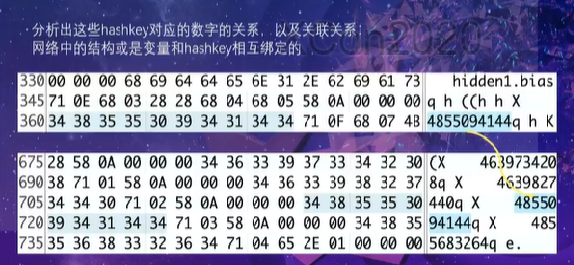 · 分析出这些hashkey对应的数字的关系，以及关联关系；
网络中的结构或是变量和hashkey相互绑定的
330 00 00 00 68 69 64 64 65 6E 31 2E 62 69 61 73 hidden1.bias
345 71 0E 68 03 28 28 68 04 68 05 58 0A 00 00 00 q h ((h h X
360 34 38 35 35 30 39 34 31 34 34 71 0F 68 07 4B 4855094144q h K
675 28 58 0A 00 00 00 34 36 33 39 37 33 34 32 30 (X 463973420
690 38 71 01 58 0A 00 00 00 34 36 33 39 38 32 37 8q X 4639827
705 34 34 30 71 02 58 0A 00 00 00 34 38 35 35 30 440q X 48550
720 39 34 31 34 34 71 03 58 0A 00 00 00 34 38 35 94144q X 485
735 35 36 38 33 32 36 34 71 04 65 2E 01 00 00 00 5683264q e.